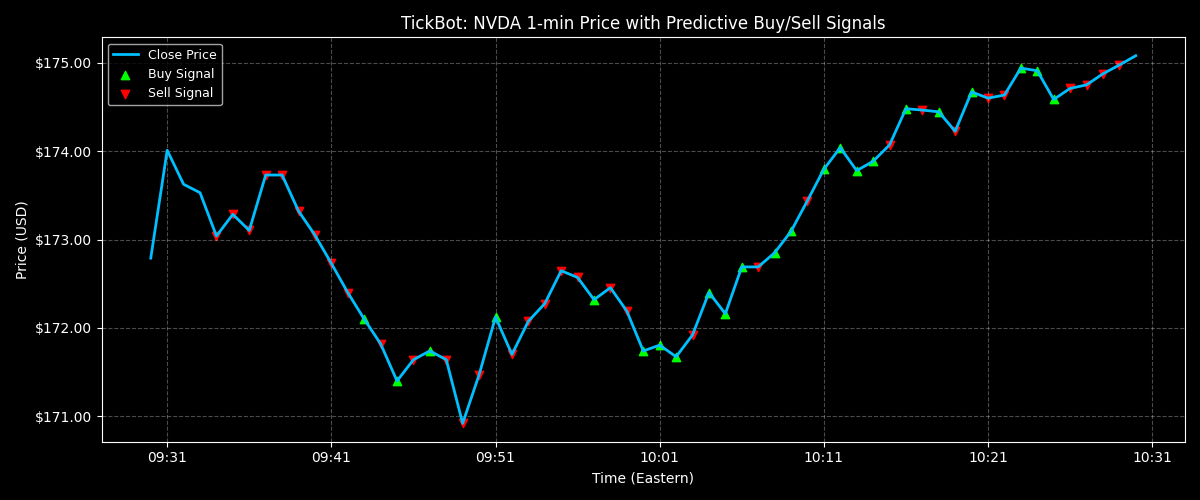 TickBot: NVDA 1-min Price with Predictive Buy/Sell Signals
Close Price
Buy Signal
Sell Signal
Price (USD)
$175.00
$174.00
$173.00
$172.00
$171.00
09:31 09:41 09:51 10:01 10:11 10:21 10:31
Time (Eastern)